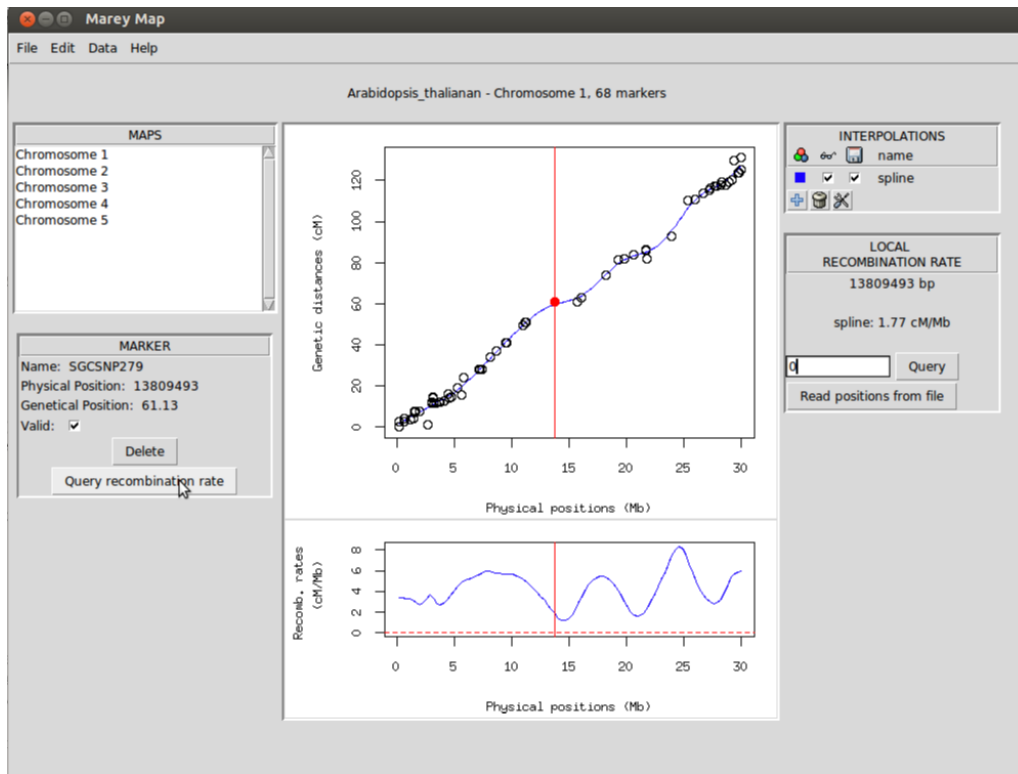 Marey Map
File Edit Data Help
Arabidopsis_thalianan - Chromosome 1, 68 markers
MAPS
Chromosome 1
Chromosome 2
Chromosome 3
Chromosome 4
Chromosome 5
MARKER
Name: SGCSNP279
Physical Position: 13809493
Genetical Position: 61.13
Valid:
Delete
Query recombination rate
Genetic distances (cM)
120
100
80
60
40
20
0
0 5 10 15 20 25 30
Physical positions (Mb)
Recomb. rates
(cM/Mb)
8
6
4
2
0
0 5 10 15 20 25 30
Physical positions (Mb)
INTERPOLATIONS
name
spline
LOCAL
RECOMBINATION RATE
13809493 bp
spline: 1.77 cM/Mb
0 Query
Read positions from file